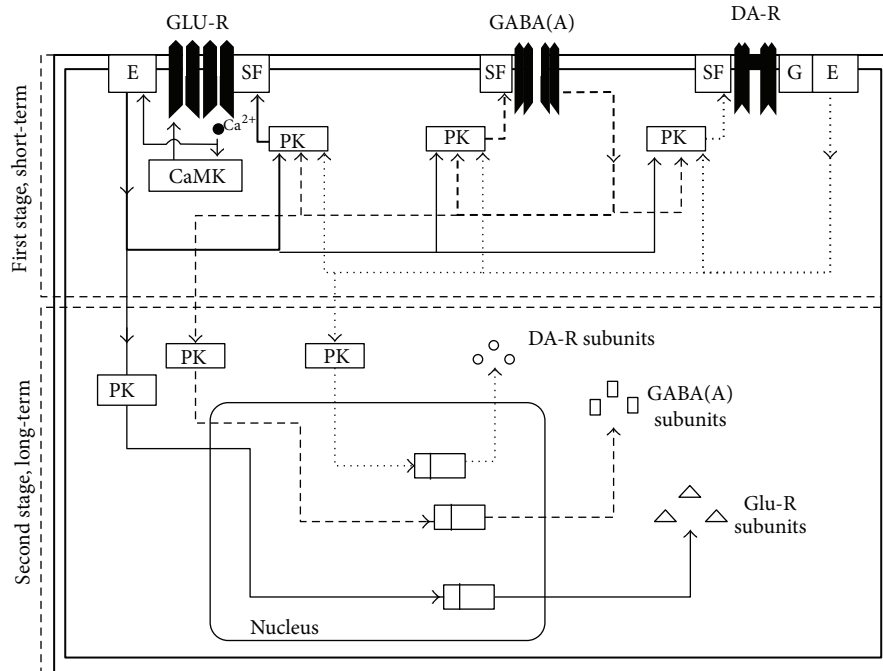 GLU-R
GABA(A)
DA-R
E
SF
SF
SF
G
E
Ca2+
PK
PK
PK
CaMK
First stage, short-term
PK
PK
PK
DA-R subunits
GABA(A)
subunits
Glu-R
subunits
Nucleus
Second stage, long-term